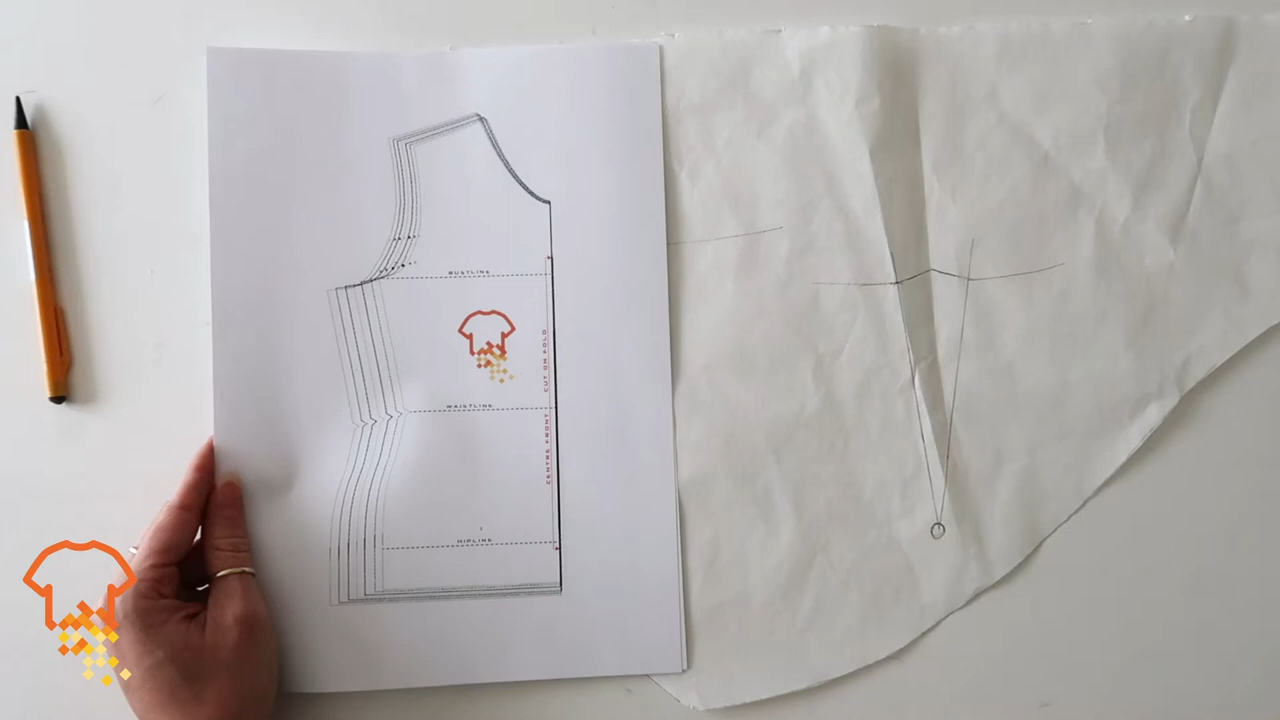 BUSTLINE
CUT ON FOLD
WAISTLINE
CENTRE FRONT
HIPLINE